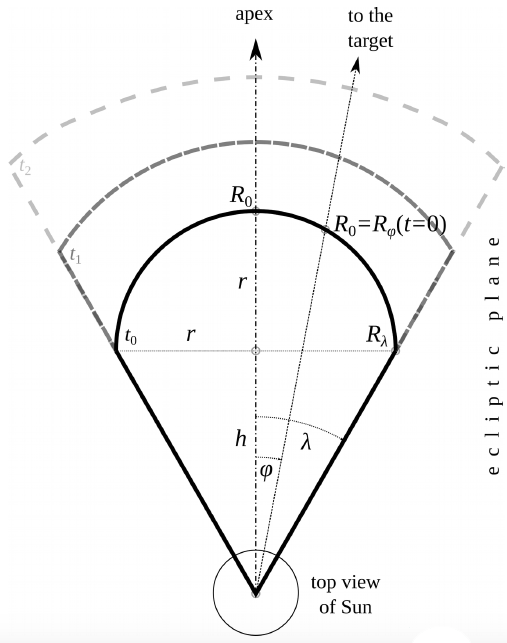 apex
to the
target
t₂
R₀
R₀=Rφ(t=0)
t₁
r
t₀
r
Rλ
h
λ
φ
top view
of Sun
ecliptic plane